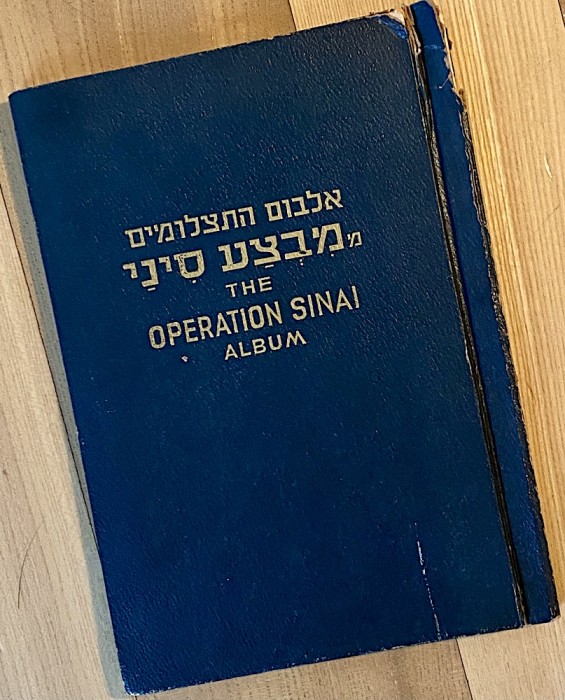 אלבום התצלומים
מִמִּבְצַע סִינַי
THE
OPERATION SINAI
ALBUM